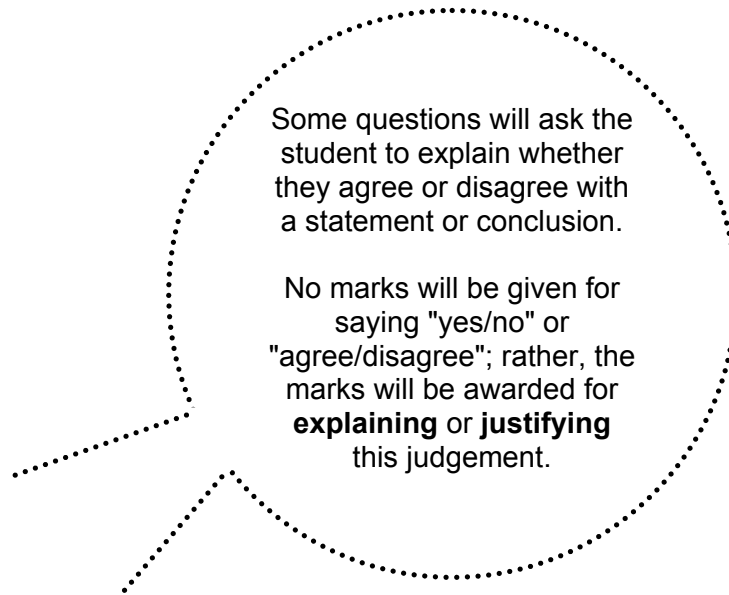 Some questions will ask the
student to explain whether
they agree or disagree with
a statement or conclusion.
No marks will be given for
saying "yes/no" or
"agree/disagree"; rather, the
marks will be awarded for
explaining or justifying
this judgement.